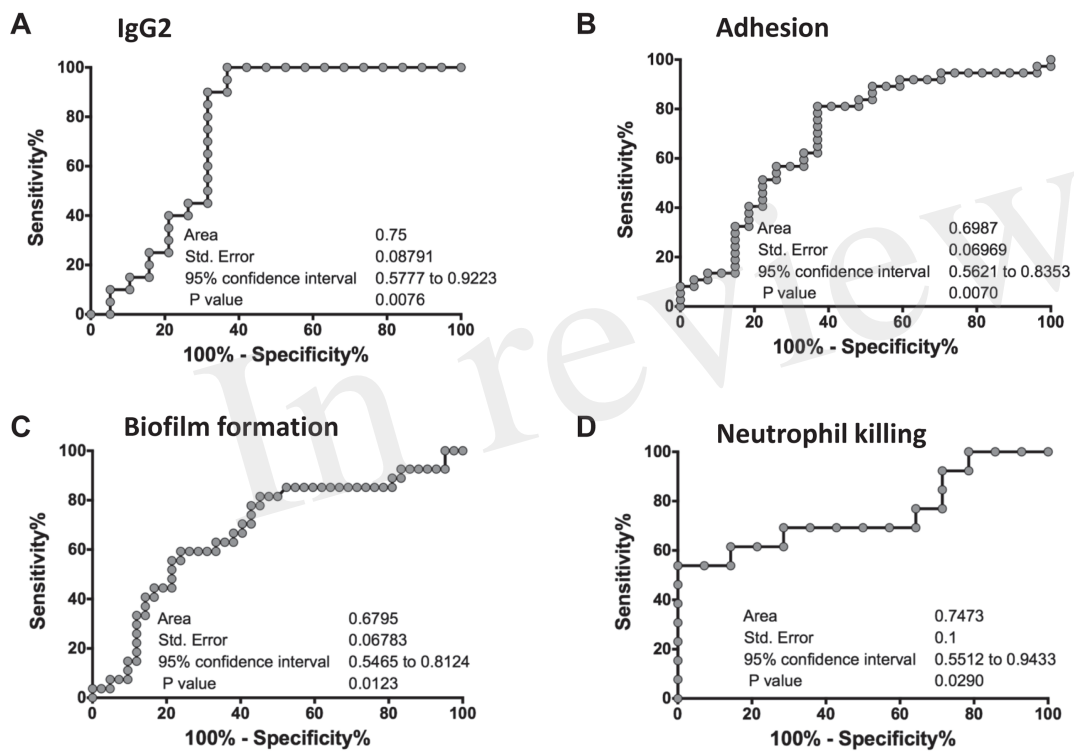 A IgG2
100
80
60
40
20
0
Sensitivity%
Area 0.75
Std. Error 0.08791
95% confidence interval 0.5777 to 0.9223
P value 0.0076
0 20 40 60 80 100
100% - Specificity%
B Adhesion
100
80
60
40
20
0
Sensitivity%
Area 0.6987
Std. Error 0.06969
95% confidence interval 0.5621 to 0.8353
P value 0.0070
0 20 40 60 80 100
100% - Specificity%
C Biofilm formation
100
80
60
40
20
0
Sensitivity%
Area 0.6795
Std. Error 0.06783
95% confidence interval 0.5465 to 0.8124
P value 0.0123
0 20 40 60 80 100
100% - Specificity%
D Neutrophil killing
100
80
60
40
20
0
Sensitivity%
Area 0.7473
Std. Error 0.1
95% confidence interval 0.5512 to 0.9433
P value 0.0290
0 20 40 60 80 100
100% - Specificity%
In review